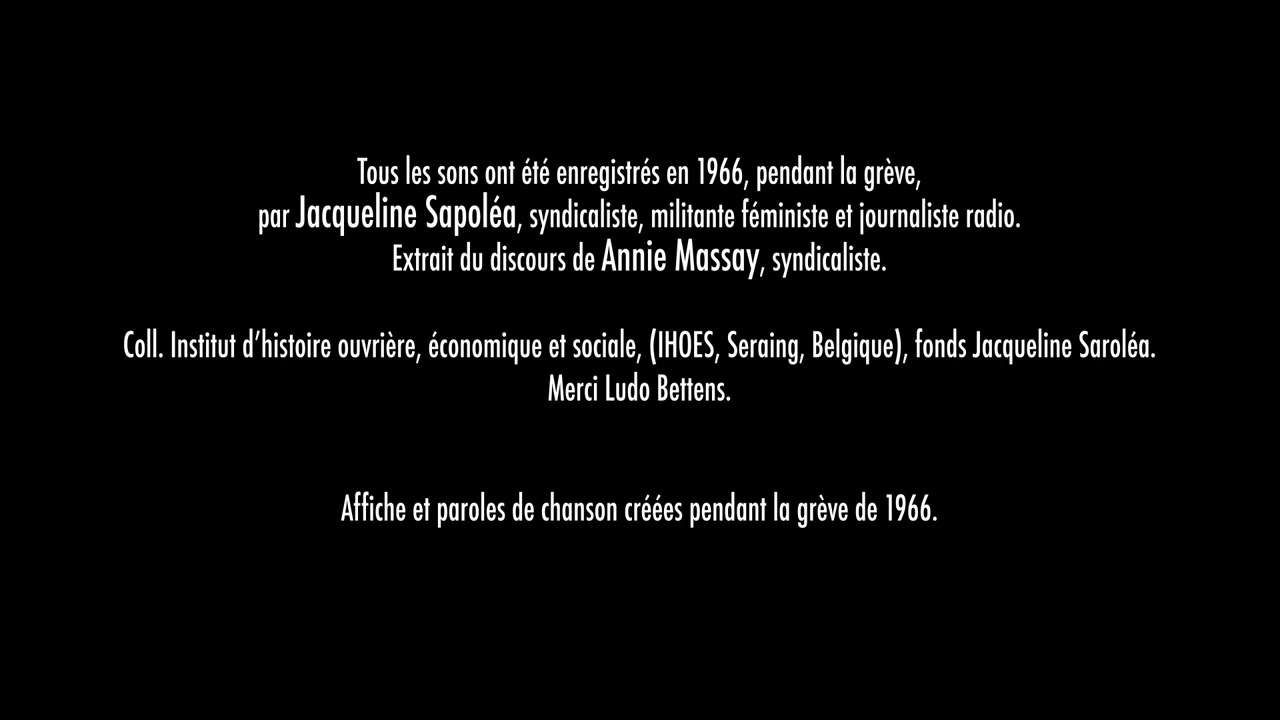 Tous les sons ont été enregistrés en 1966, pendant la grève,
par Jacqueline Sapoléa, syndicaliste, militante féministe et journaliste radio.
Extrait du discours de Annie Massay, syndicaliste.
Coll. Institut d’histoire ouvrière, économique et sociale, (IHOES, Seraing, Belgique), fonds Jacqueline Saroléa.
Merci Ludo Bettens.
Affiche et paroles de chanson créées pendant la grève de 1966.